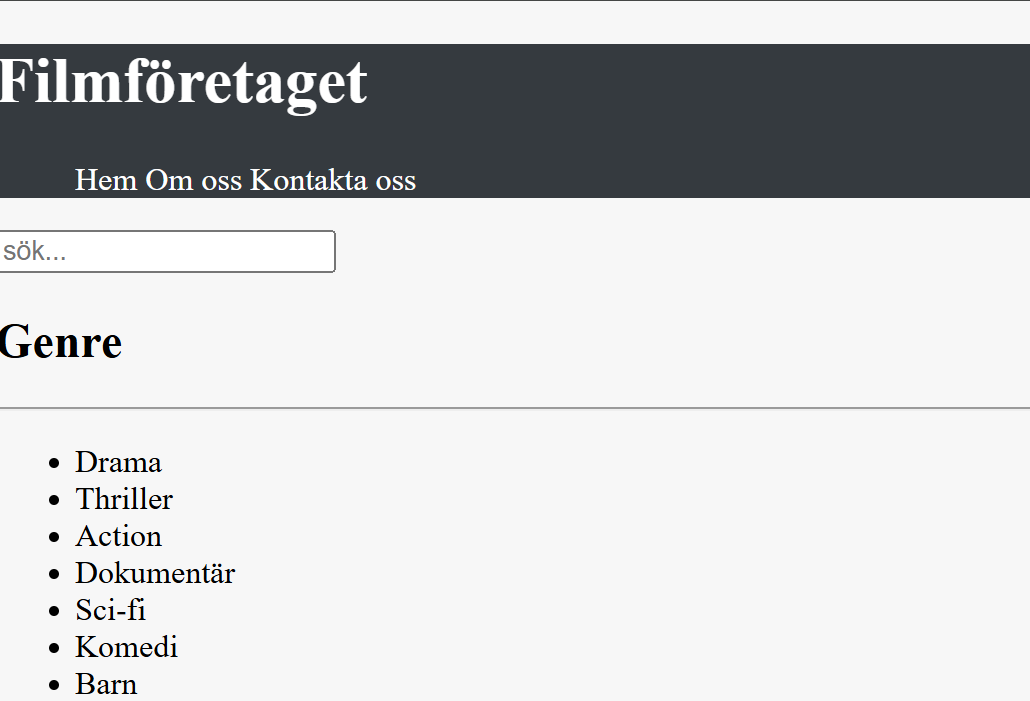 Filmföretaget
Hem Om oss Kontakta oss
sök...
Genre
Drama
Thriller
Action
Dokumentär
Sci-fi
Komedi
Barn